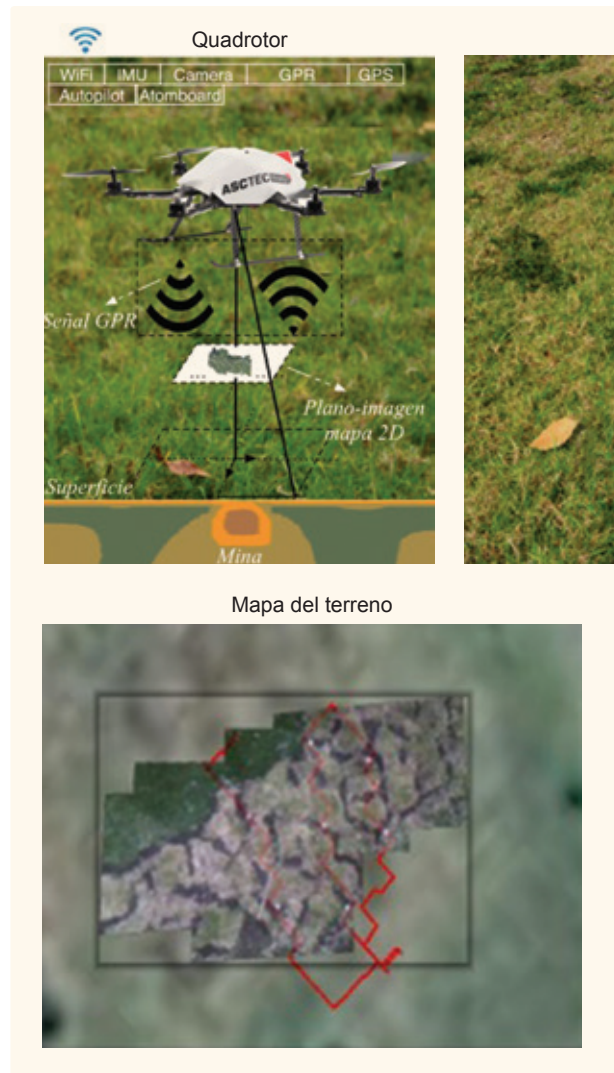 Quadrotor
WiFi IMU Camera GPR GPS
Autopilot Atomboard
ASCTEC
Señal GPR
Plano-imagen
mapa 2D
Superficie
Mina
Mapa del terreno